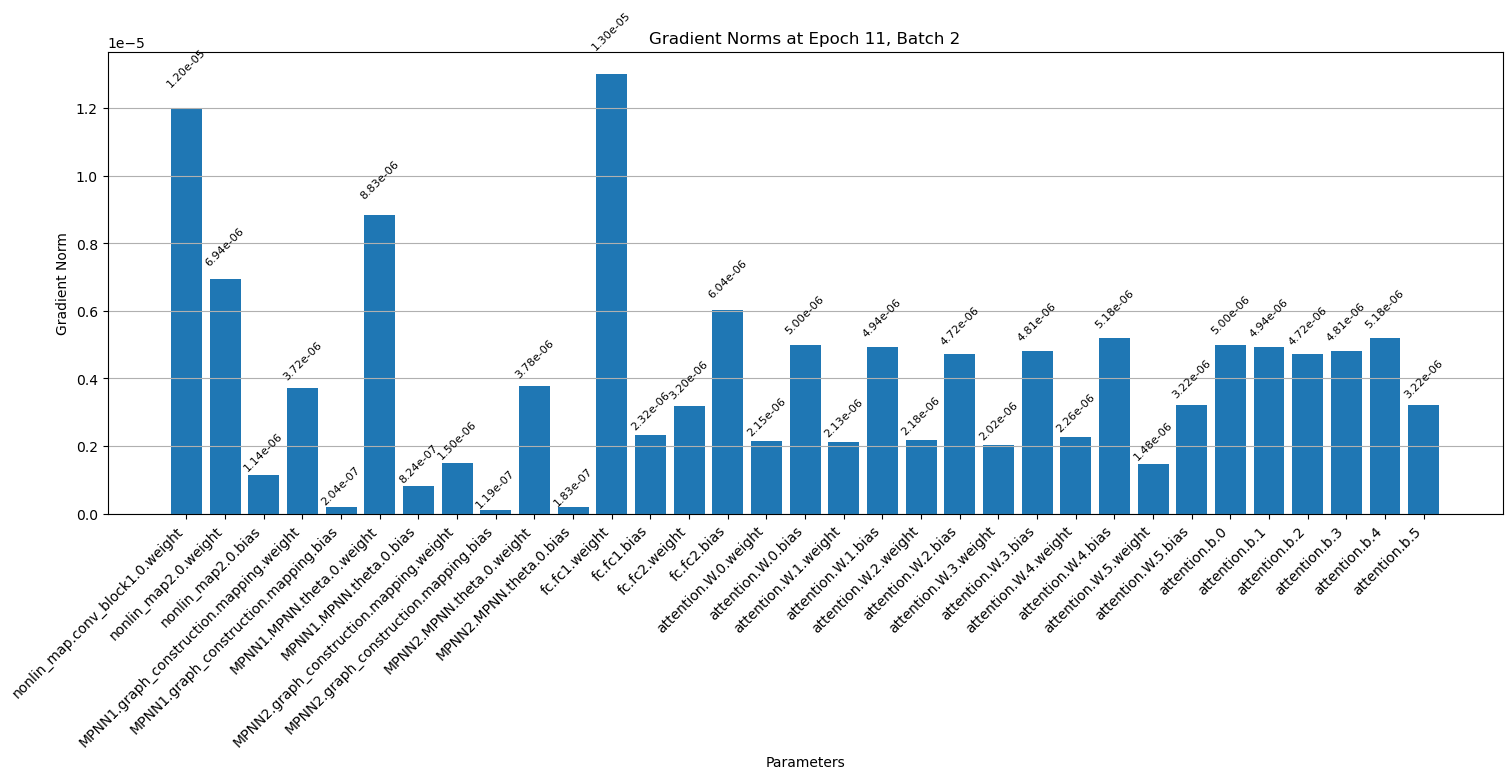 Gradient Norms at Epoch 11, Batch 2
1e−5
Gradient Norm
1.2
1.0
0.8
0.6
0.4
0.2
0.0
1.20e-05
6.94e-06
1.14e-06
3.72e-06
2.04e-07
8.83e-06
8.24e-07
1.50e-06
1.19e-07
3.78e-06
1.83e-07
1.30e-05
2.32e-06
3.20e-06
6.04e-06
2.15e-06
5.00e-06
2.13e-06
4.94e-06
2.18e-06
4.72e-06
2.02e-06
4.81e-06
2.26e-06
5.18e-06
1.48e-06
3.22e-06
5.00e-06
4.94e-06
4.72e-06
4.81e-06
5.18e-06
3.22e-06
nonlin_map.conv_block1.0.weight
nonlin_map2.0.weight
nonlin_map2.0.bias
MPNN1.graph_construction.mapping.weight
MPNN1.graph_construction.mapping.bias
MPNN1.MPNN.theta.0.weight
MPNN1.MPNN.theta.0.bias
MPNN2.graph_construction.mapping.weight
MPNN2.graph_construction.mapping.bias
MPNN2.MPNN.theta.0.weight
MPNN2.MPNN.theta.0.bias
fc.fc1.weight
fc.fc1.bias
fc.fc2.weight
fc.fc2.bias
attention.W.0.weight
attention.W.0.bias
attention.W.1.weight
attention.W.1.bias
attention.W.2.weight
attention.W.2.bias
attention.W.3.weight
attention.W.3.bias
attention.W.4.weight
attention.W.4.bias
attention.W.5.weight
attention.W.5.bias
attention.b.0
attention.b.1
attention.b.2
attention.b.3
attention.b.4
attention.b.5
Parameters